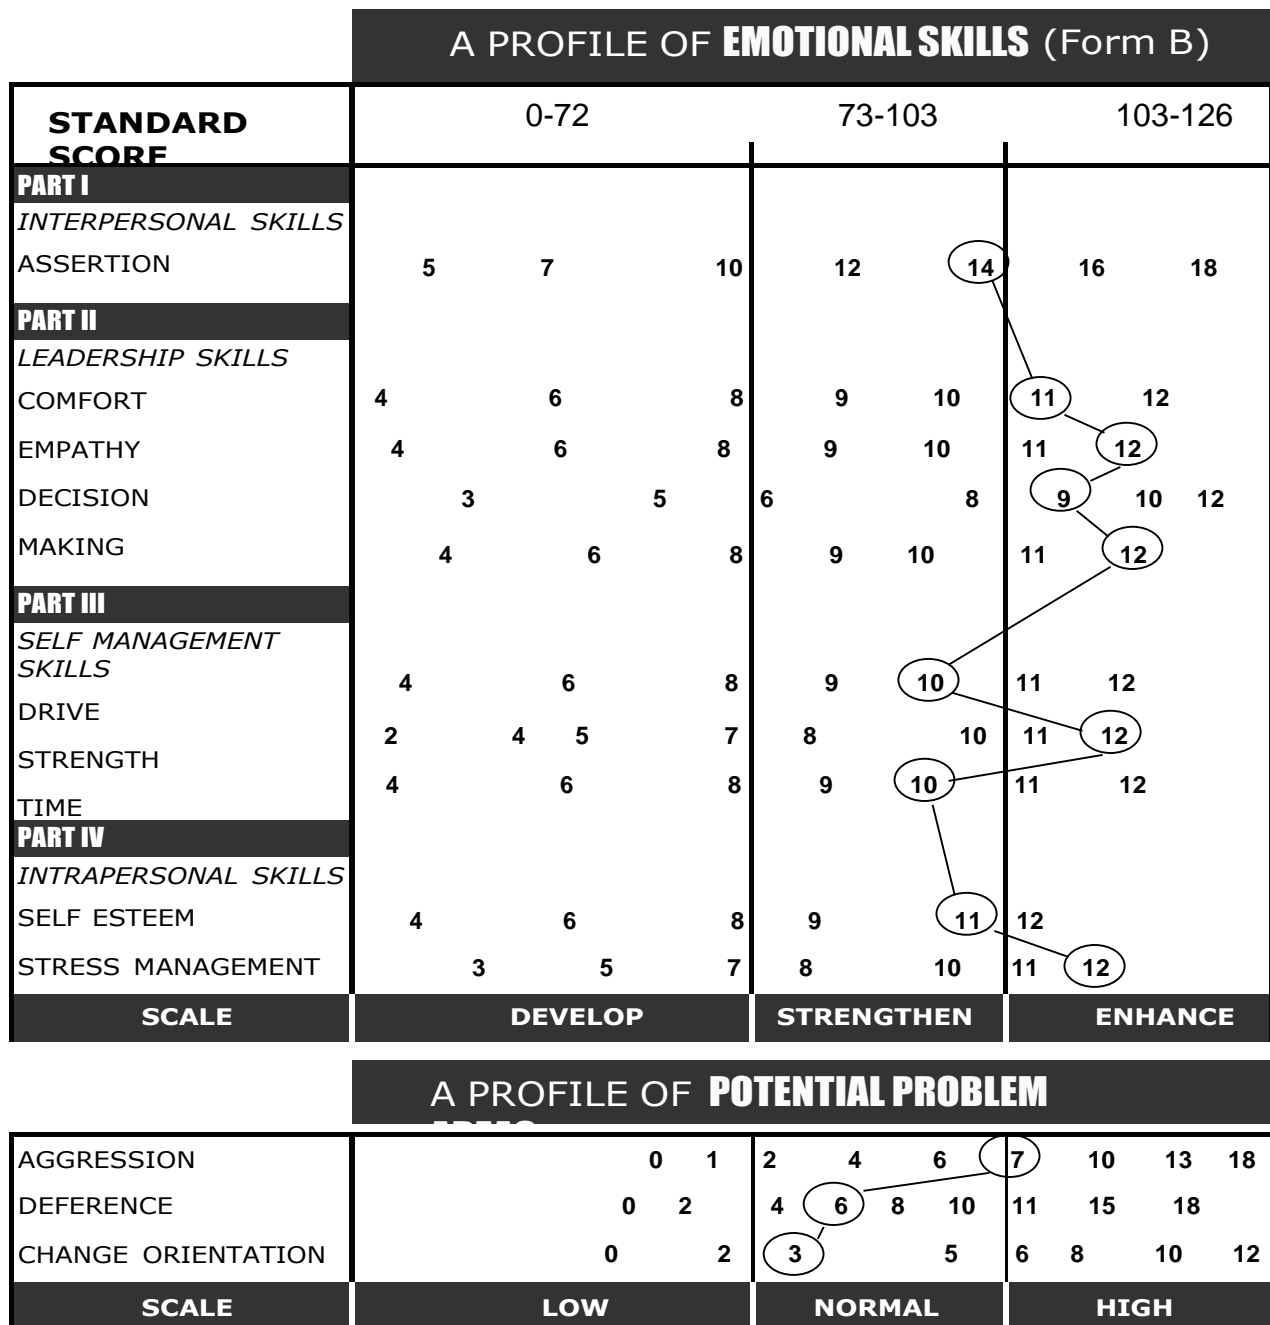 A PROFILE OF EMOTIONAL SKILLS (Form B)
STANDARD 0-72 73-103 103-126
SCORE
PART I
INTERPERSONAL SKILLS
ASSERTION 5 7 10 12 14 16 18
PART II
LEADERSHIP SKILLS
COMFORT 4 6 8 9 10 11 12
EMPATHY 4 6 8 9 10 11 12
DECISION 3 5 6 8 9 10 12
MAKING 4 6 8 9 10 11 12
PART III
SELF MANAGEMENT
SKILLS
4 6 8 9 10 11 12
DRIVE
2 4 5 7 8 10 11 12
STRENGTH
4 6 8 9 10 11 12
TIME
PART IV
INTRAPERSONAL SKILLS
SELF ESTEEM 4 6 8 9 11 12
STRESS MANAGEMENT 3 5 7 8 10 11 12
SCALE DEVELOP STRENGTHEN ENHANCE
A PROFILE OF POTENTIAL PROBLEM
AREAS
AGGRESSION 0 1 2 4 6 7 10 13 18
DEFERENCE 0 2 4 6 8 10 11 15 18
CHANGE ORIENTATION 0 2 3 5 6 8 10 12
SCALE LOW NORMAL HIGH